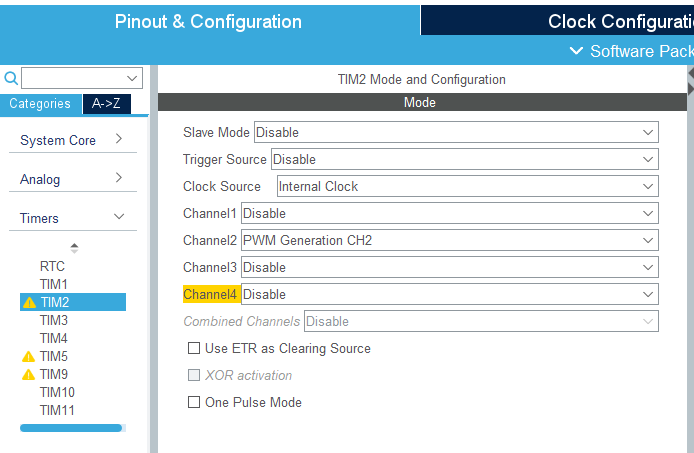 Pinout & Configuration
Clock Configurati
Software Pack
Categories
A->Z
System Core
Analog
Timers
RTC
TIM1
TIM2
TIM3
TIM4
TIM5
TIM9
TIM10
TIM11
TIM2 Mode and Configuration
Mode
Slave Mode Disable
Trigger Source Disable
Clock Source Internal Clock
Channel1 Disable
Channel2 PWM Generation CH2
Channel3 Disable
Channel4 Disable
Combined Channels Disable
Use ETR as Clearing Source
XOR activation
One Pulse Mode